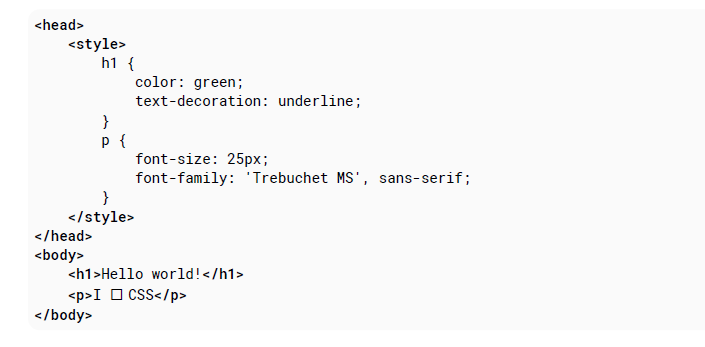 <head>
    <style>
        h1 {
            color: green;
            text-decoration: underline;
        }
        p {
            font-size: 25px;
            font-family: 'Trebuchet MS', sans-serif;
        }
    </style>
</head>
<body>
    <h1>Hello world!</h1>
    <p>I □ CSS</p>
</body>